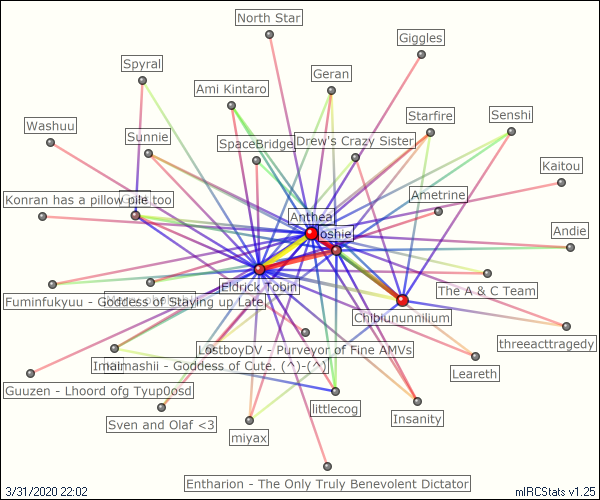 North Star
Giggles
Spyral
Geran
Ami Kintaro
Starfire
Senshi
Washuu
Sunnie
SpaceBridge
Drew's Crazy Sister
Kaitou
Konran has a pillow pile too
Ametrine
Anthea
oshie
Andie
Eldrick Tobin
The A & C Team
Fuminfukyuu - Goddess of Staying up Late
Chibiununnilium
threeacttragedy
LostboyDV - Purveyor of Fine AMVs
Imaimashii - Goddess of Cute. (^)-(^)
Leareth
Guuzen - Lhoord ofg Tyup0osd
littlecog
Insanity
Sven and Olaf <3
miyax
Entharion - The Only Truly Benevolent Dictator
3/31/2020 22:02
mIRCStats v1.25